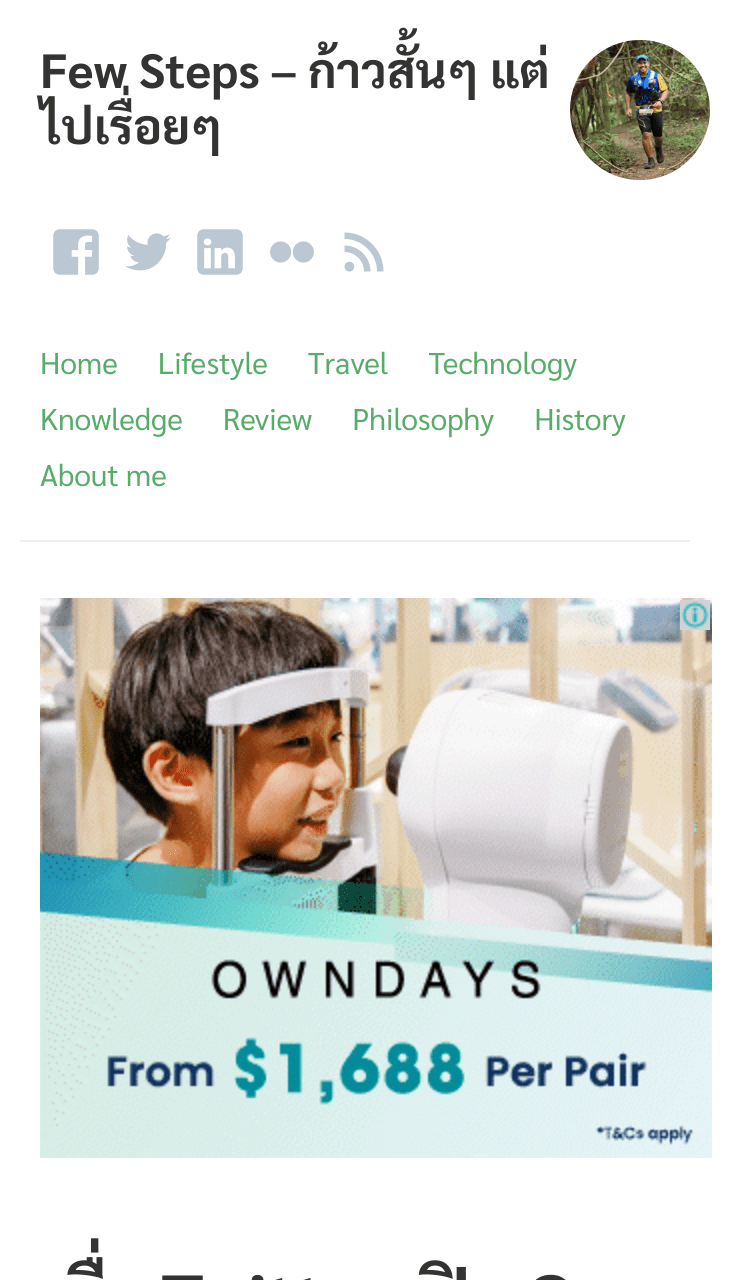 Few Steps – ก้าวสั้นๆ แต่
ไปเรื่อยๆ
Home Lifestyle Travel Technology
Knowledge Review Philosophy History
About me
OWNDAYS
From $1,688 Per Pair
*T&Cs apply